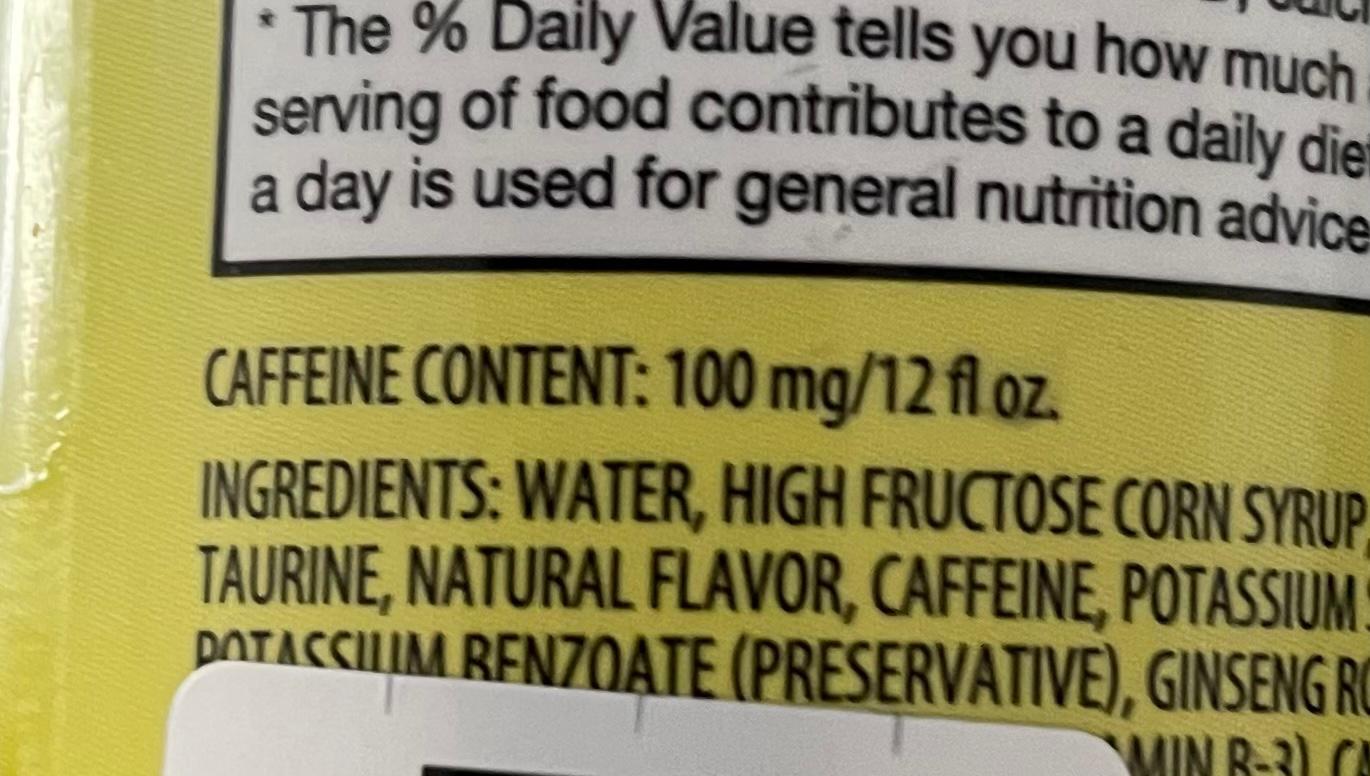 * The % Daily Value tells you how much
serving of food contributes to a daily
a day is used for general nutrition advice
CAFFEINE CONTENT: 100 mg/12 fl oz.
INGREDIENTS: WATER, HIGH FRUCTOSE CORN SYRUP,
TAURINE, NATURAL FLAVOR, CAFFEINE, POTASSIUM
POTASSIUM BENZOATE (PRESERVATIVE), GINSENG
B-3)